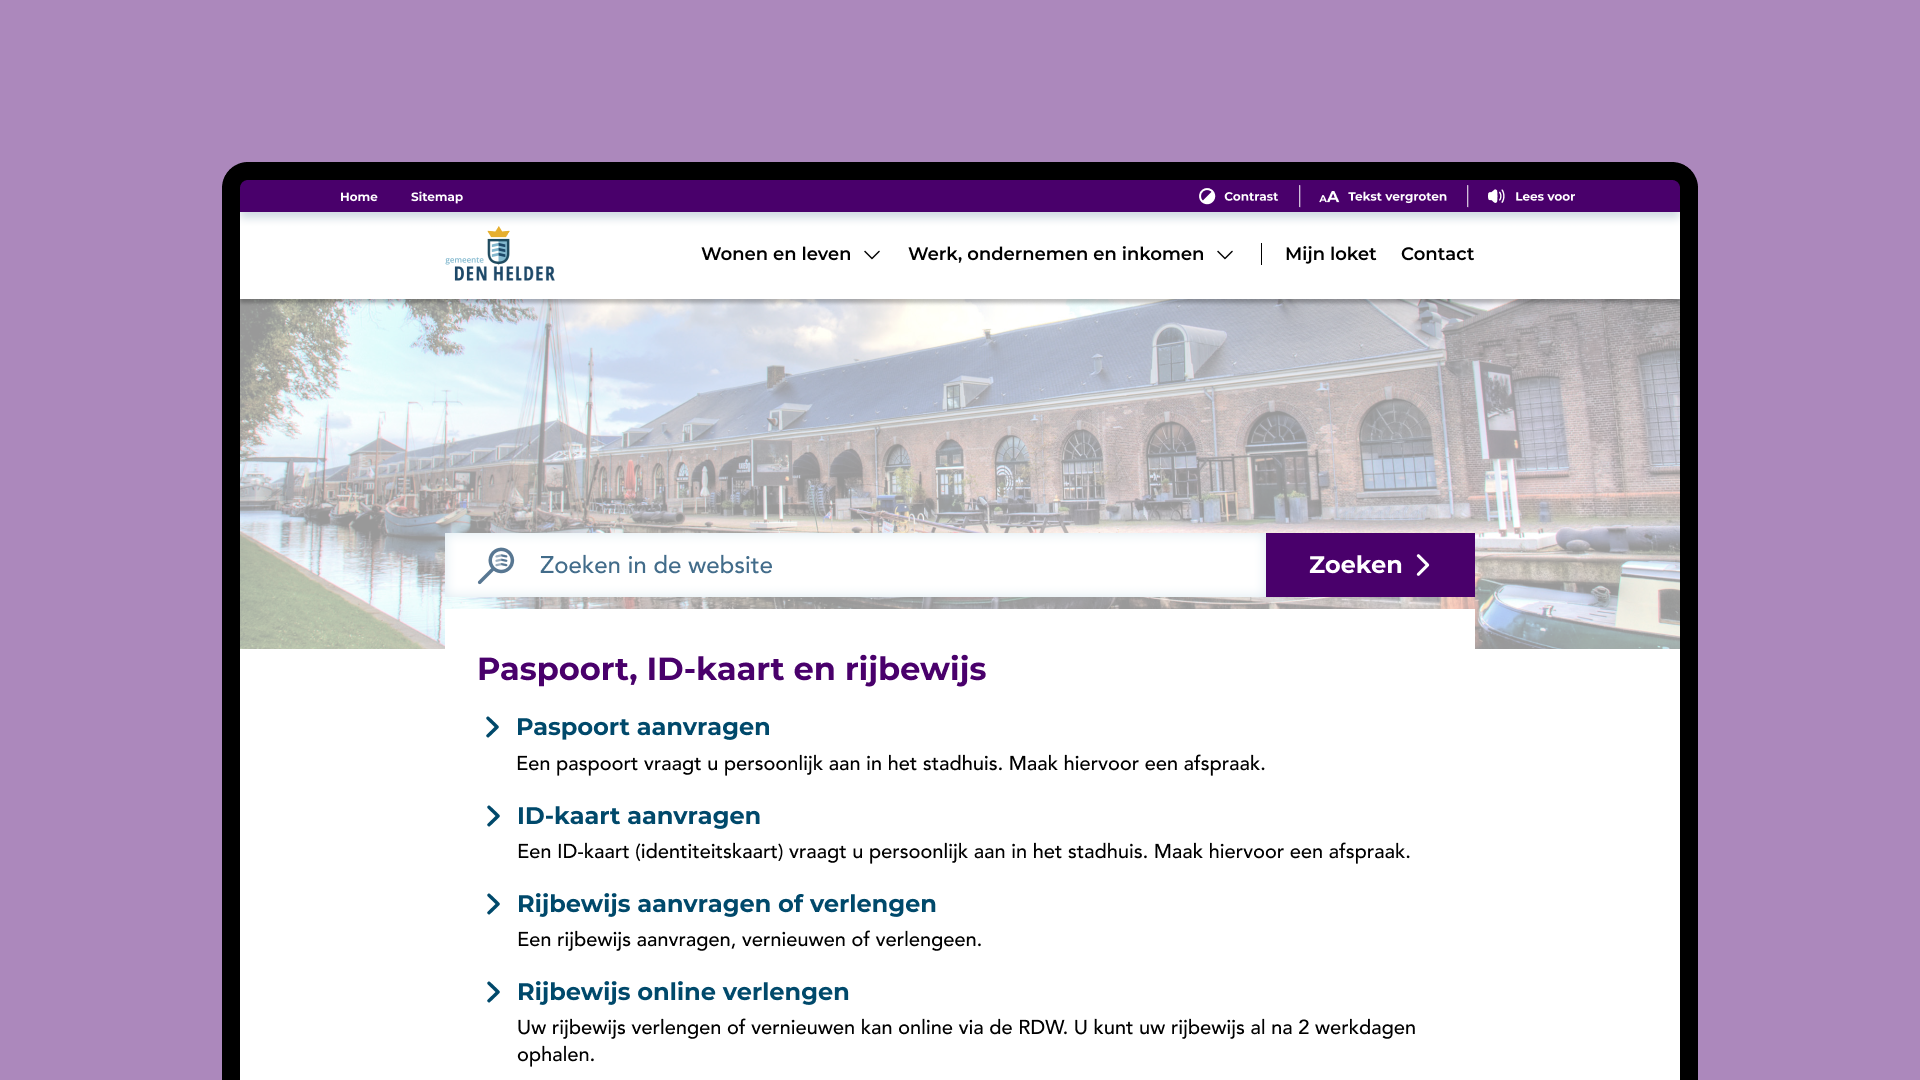 Home Sitemap Contrast AA Tekst vergroten Lees voor
gemeente
DEN HELDER
Wonen en leven Werk, ondernemen en inkomen Mijn loket Contact
Zoeken in de website Zoeken
Paspoort, ID-kaart en rijbewijs
Paspoort aanvragen
Een paspoort vraagt u persoonlijk aan in het stadhuis. Maak hiervoor een afspraak.
ID-kaart aanvragen
Een ID-kaart (identiteitskaart) vraagt u persoonlijk aan in het stadhuis. Maak hiervoor een afspraak.
Rijbewijs aanvragen of verlengen
Een rijbewijs aanvragen, vernieuwen of verlengeen.
Rijbewijs online verlengen
Uw rijbewijs verlengen of vernieuwen kan online via de RDW. U kunt uw rijbewijs al na 2 werkdagen
ophalen.